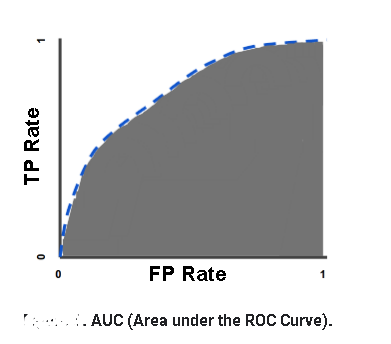 1
TP Rate
0
0
FP Rate
1
. AUC (Area under the ROC Curve).